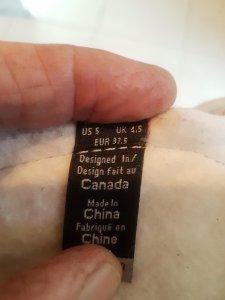 US 5 UK 4.5
EUR 37.5
Designed In/
Design fait au
Canada
Made In
China
Fabriqué en
Chine